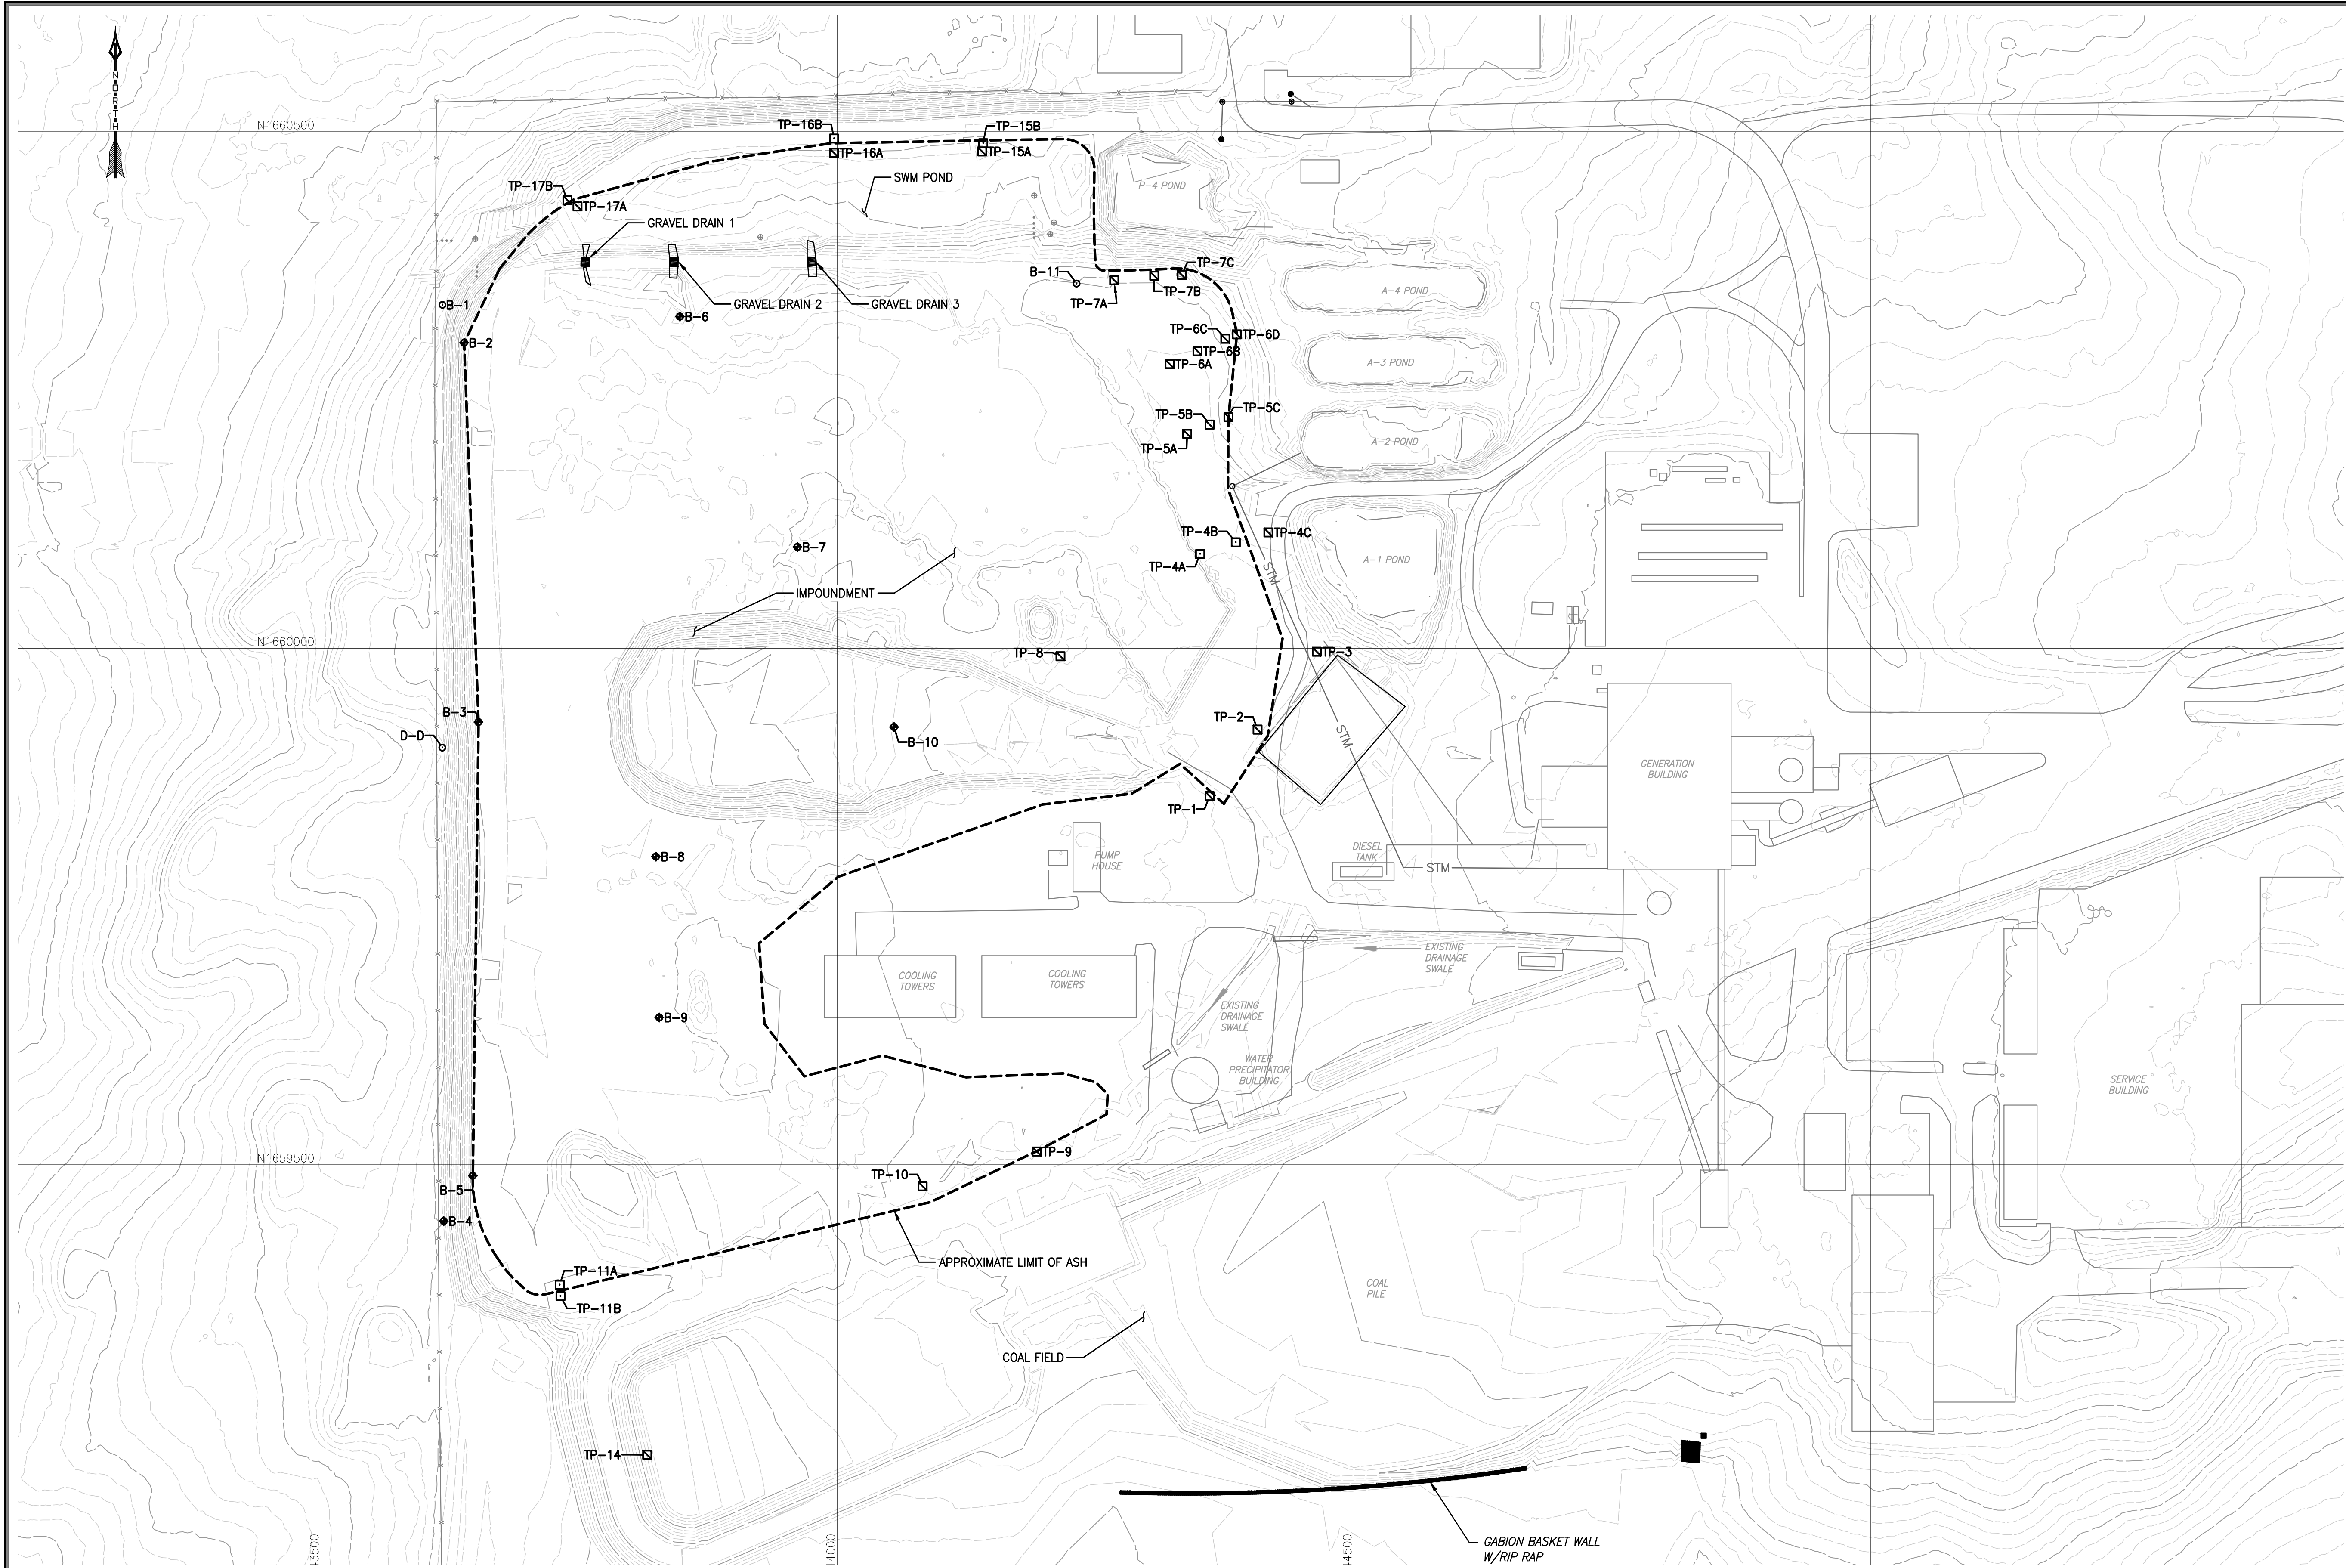 NORTH
N1660500
TP-16B
TP-15B
TP-16A
TP-15A
SWM POND
P-4 POND
TP-17B
TP-17A
GRAVEL DRAIN 1
B-11
TP-7C
TP-7B
TP-7A
A-4 POND
B-1
GRAVEL DRAIN 2
GRAVEL DRAIN 3
B-6
TP-6C
TP-6D
B-2
TP-6B
TP-6A
A-3 POND
TP-5B
TP-5C
TP-5A
A-2 POND
TP-4B
TP-4C
B-7
TP-4A
A-1 POND
STM
IMPOUNDMENT
N1660000
TP-8
TP-3
B-3
TP-2
D-D
B-10
STM
GENERATION
BUILDING
TP-1
B-8
PUMP
HOUSE
DIESEL
TANK
STM
EXISTING
DRAINAGE
SWALE
COOLING
TOWERS
COOLING
TOWERS
B-9
EXISTING
DRAINAGE
SWALE
WATER
PRECIPITATOR
BUILDING
SERVICE
BUILDING
TP-9
N1659500
TP-10
B-5
B-4
APPROXIMATE LIMIT OF ASH
TP-11A
COAL
PILE
TP-11B
COAL FIELD
TP-14
GABION BASKET WALL
W/RIP RAP